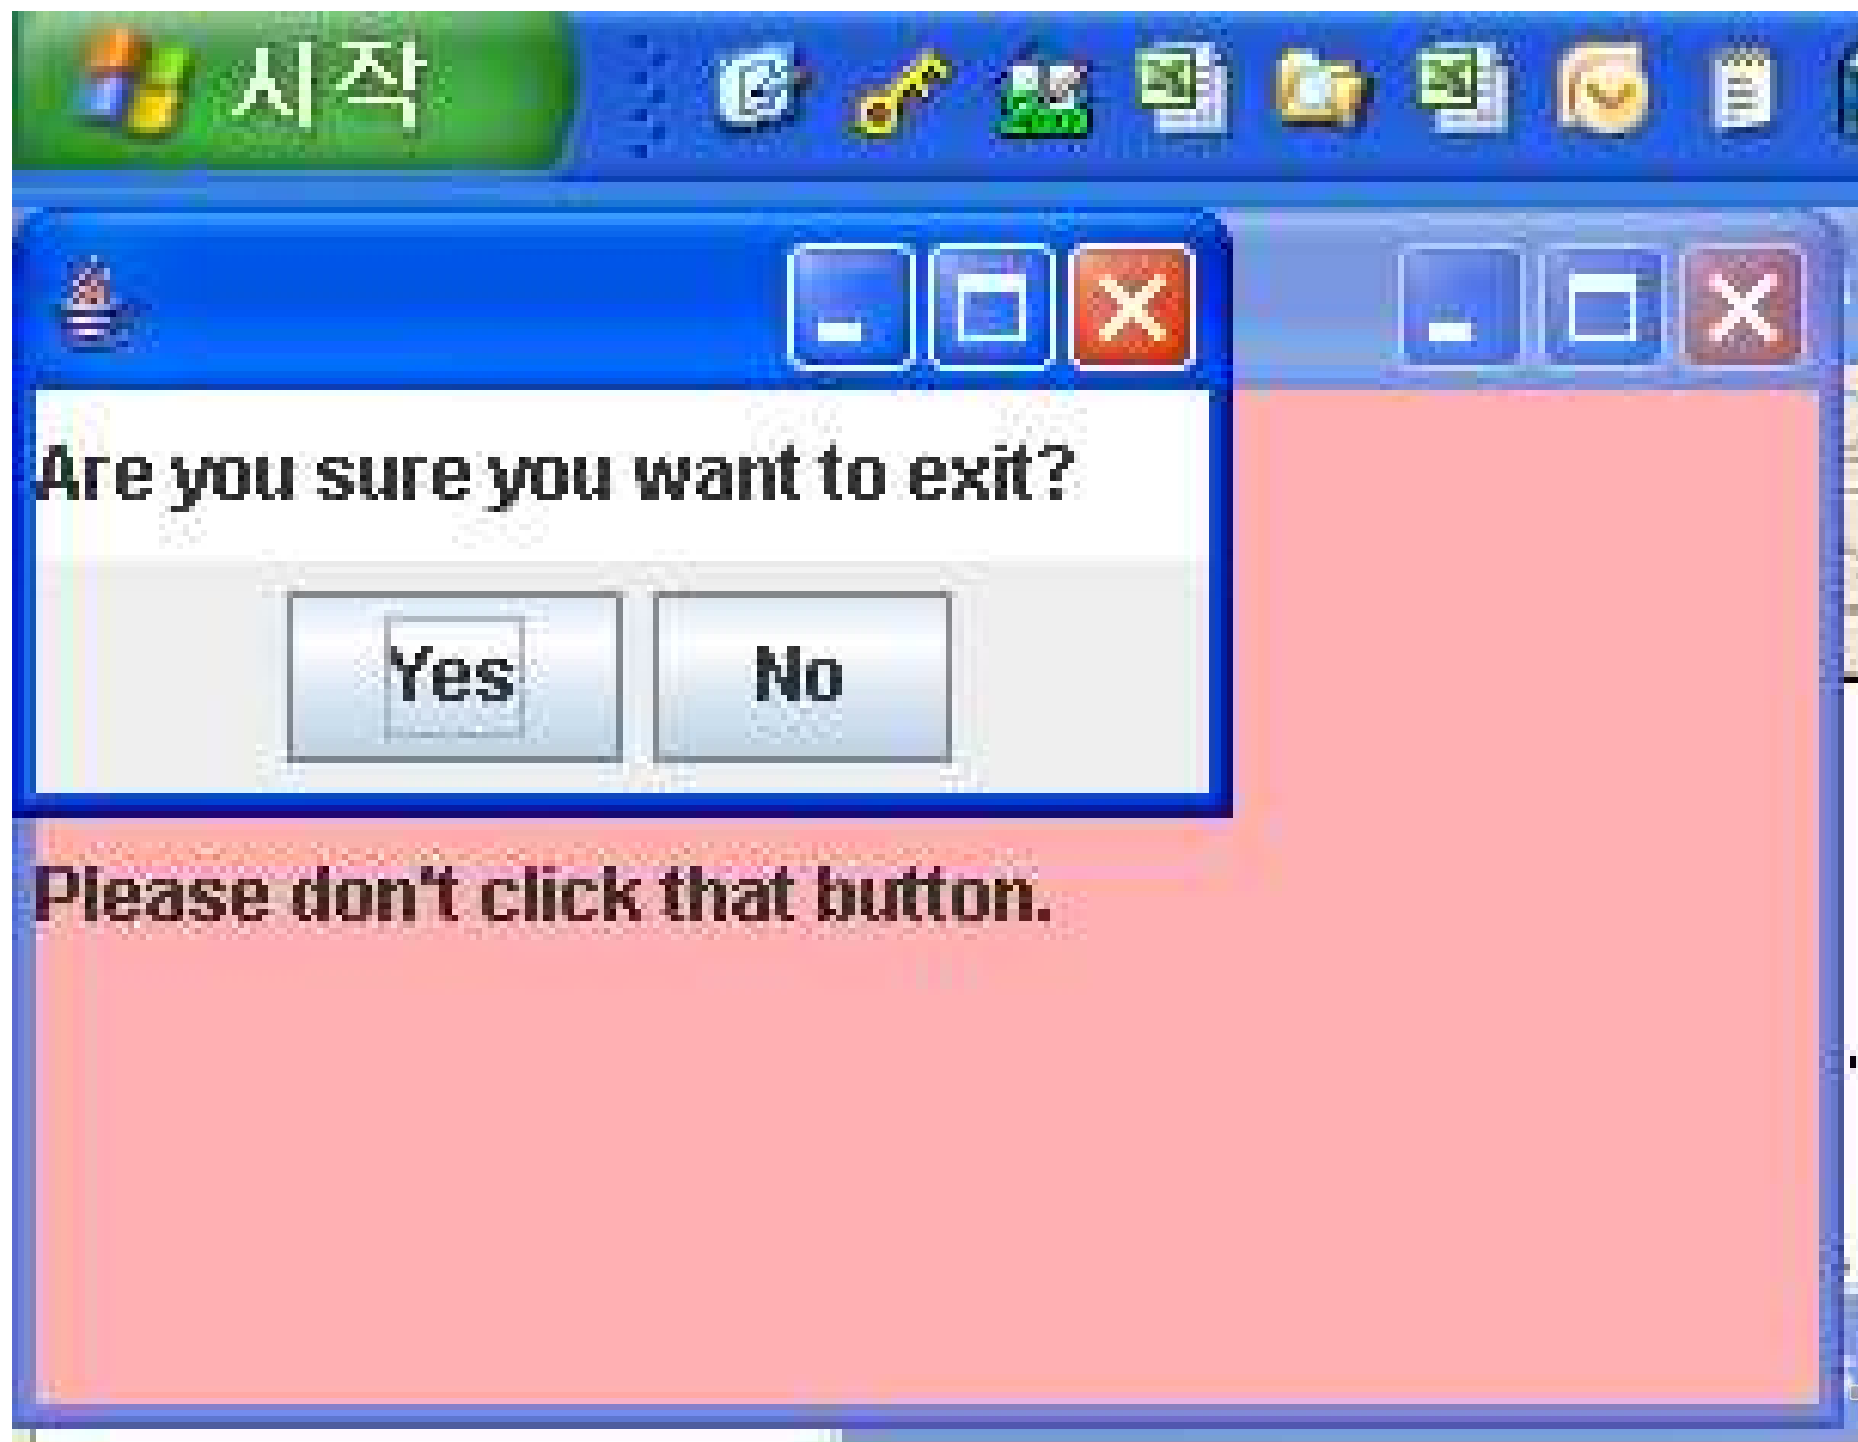 시작
Are you sure you want to exit?
Yes No
Please don't click that button.